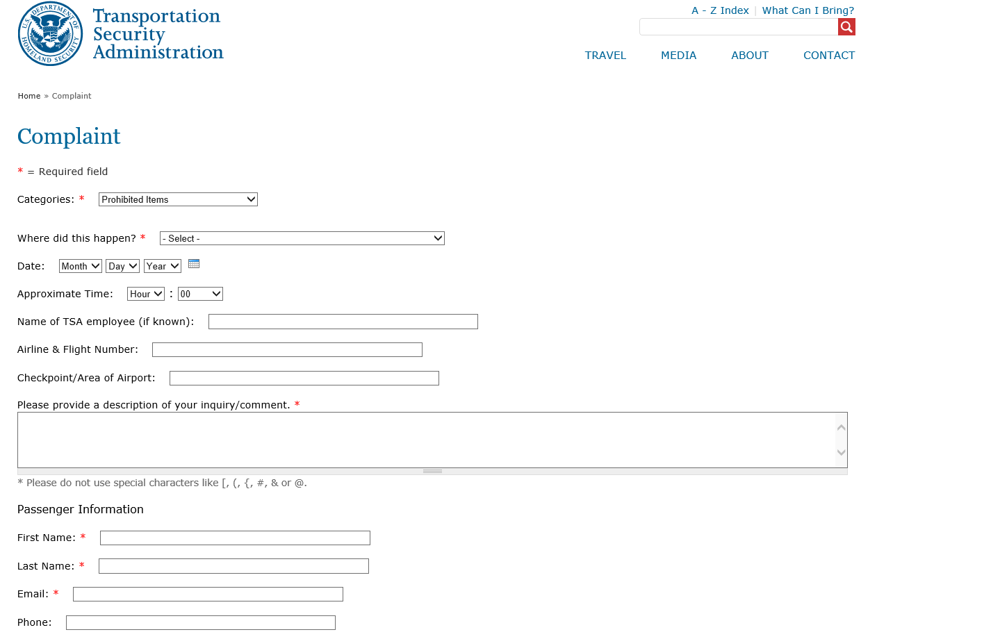 U.S. DEPARTMENT OF
HOMELAND SECURITY
Transportation
Security
Administration
A - Z Index | What Can I Bring?
TRAVEL MEDIA ABOUT CONTACT
Home » Complaint
Complaint
* = Required field
Categories: * Prohibited Items
Where did this happen? * - Select -
Date: Month Day Year
Approximate Time: Hour : 00
Name of TSA employee (if known):
Airline & Flight Number:
Checkpoint/Area of Airport:
Please provide a description of your inquiry/comment. *
* Please do not use special characters like [, (, {, #, & or @.
Passenger Information
First Name: *
Last Name: *
Email: *
Phone: